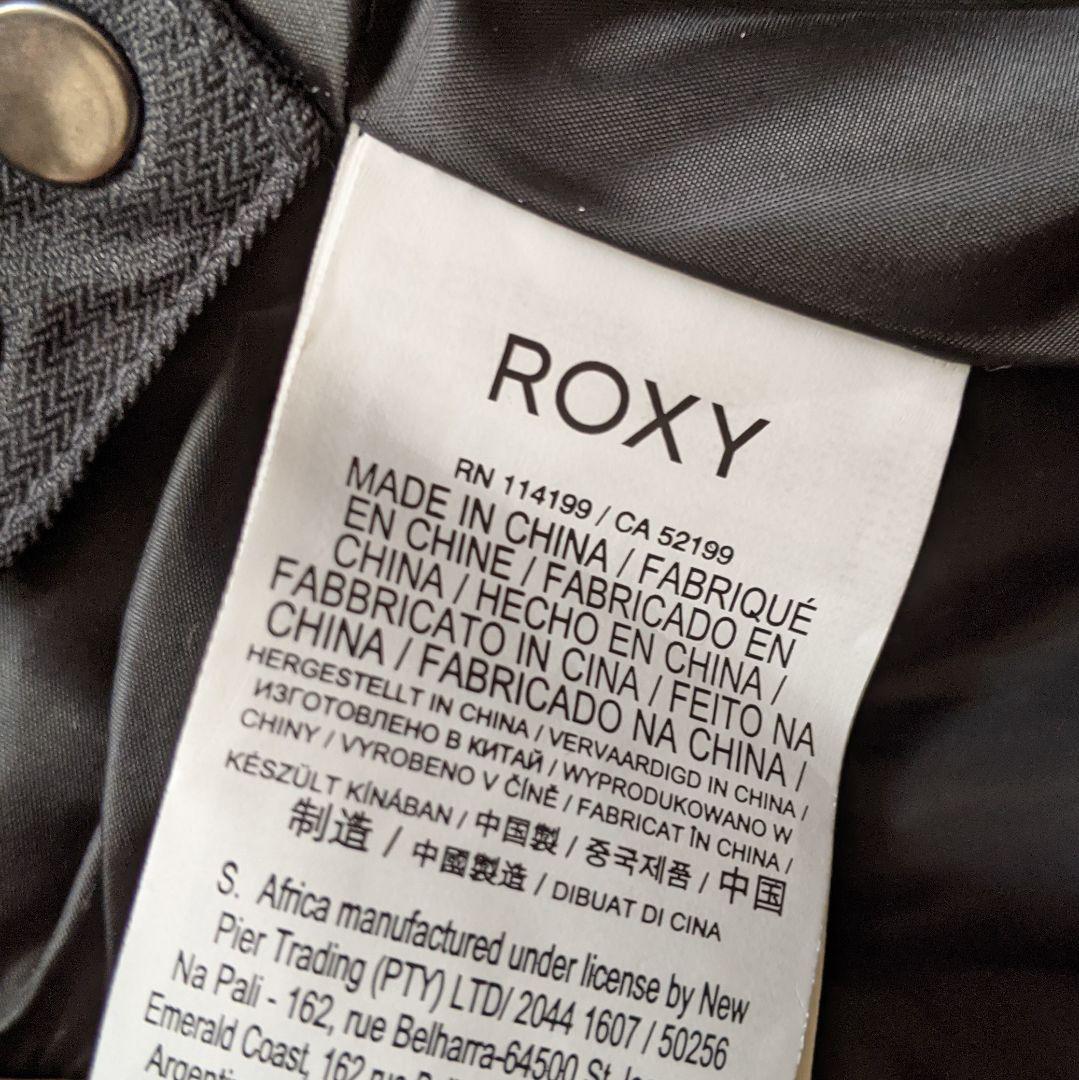 ROXY
RN 114199 / CA 52199
MADE IN CHINA / FABRIQUÉ
EN CHINE / FABRICADO EN
CHINA / HECHO EN CHINA /
FABBRICATO IN CINA / FEITO NA
CHINA / FABRICADO NA CHINA /
HERGESTELLT IN CHINA / VERVAARDIGD IN CHINA /
ИЗГОТОВЛЕНО В КИТАЙ / WYPRODUKOWANO W
CHINY / VYROBENO V ČÍNĚ / FABRICAT ÎN CHINA /
KÉSZÜLT KÍNÁBAN / 中国製 / 중국제품 / 中国
制造 / 中國製造 / DIBUAT DI CINA
S. Africa manufactured under license by New
Pier Trading (PTY) LTD/ 2044 1607 / 50256
Na Pali - 162, rue Belharra-64500 St
Emerald Coast, 162 rue